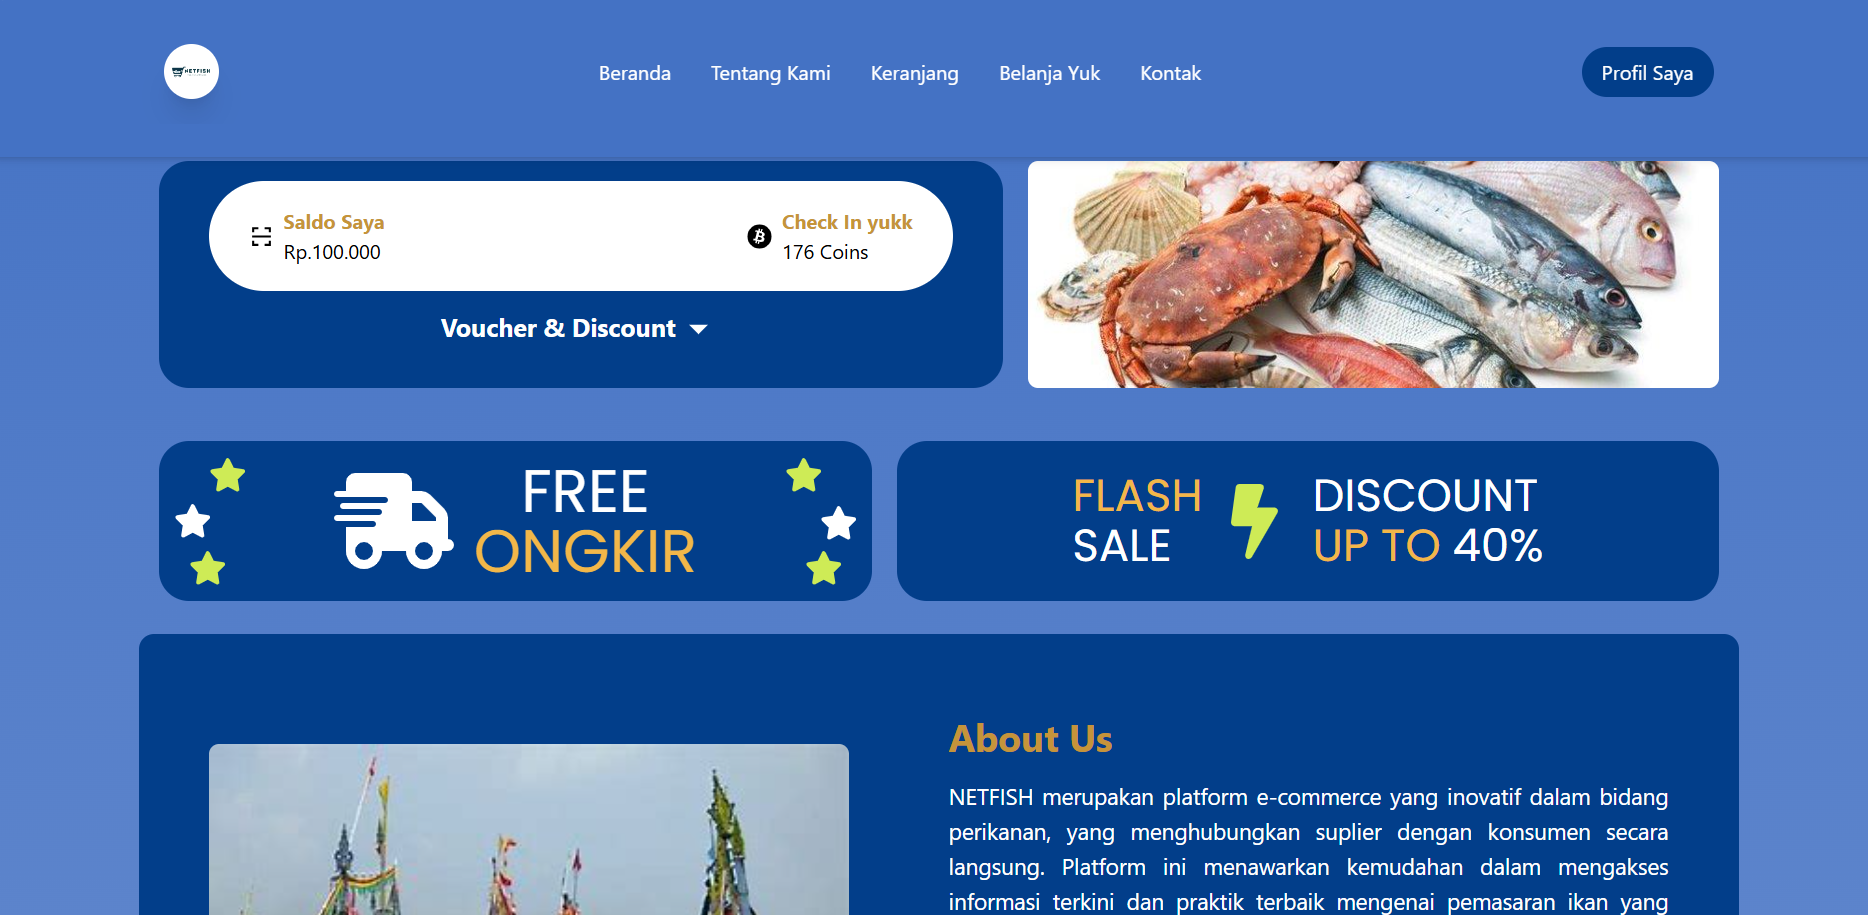 NETFISH
Beranda
Tentang Kami
Keranjang
Belanja Yuk
Kontak
Profil Saya
Saldo Saya
Rp.100.000
Check In yukk
176 Coins
Voucher & Discount
FREE
ONGKIR
FLASH
SALE
DISCOUNT
UP TO 40%
About Us
NETFISH merupakan platform e-commerce yang inovatif dalam bidang
perikanan, yang menghubungkan suplier dengan konsumen secara
langsung. Platform ini menawarkan kemudahan dalam mengakses
informasi terkini dan praktik terbaik mengenai pemasaran ikan yang